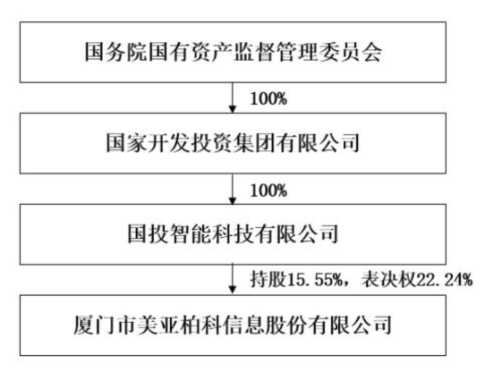 国务院国有资产监督管理委员会
100%
国家开发投资集团有限公司
100%
国投智能科技有限公司
持股15.55%，表决权22.24%
厦门市美亚柏科信息股份有限公司